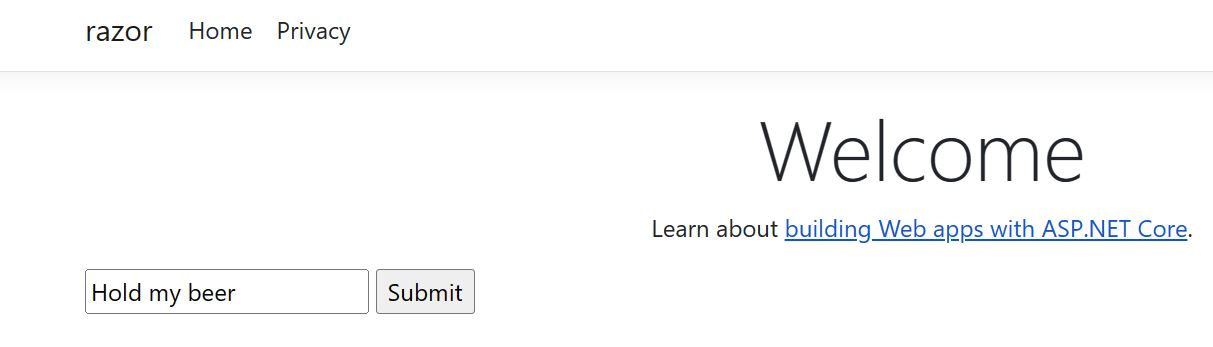 razor Home Privacy
Welcome
Learn about building Web apps with ASP.NET Core.
Hold my beer Submit